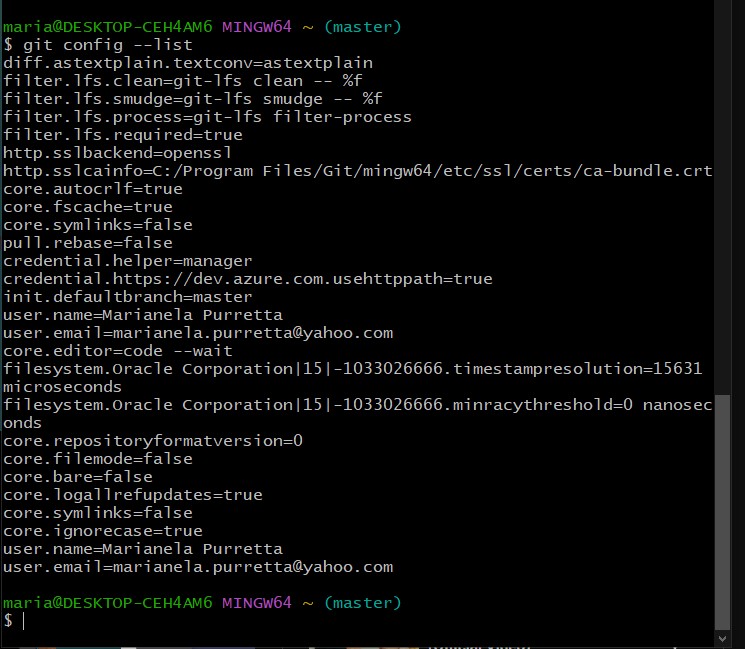 maria@DESKTOP-CEH4AM6 MINGW64 ~ (master)
$ git config --list
diff.astextplain.textconv=astextplain
filter.lfs.clean=git-lfs clean -- %f
filter.lfs.smudge=git-lfs smudge -- %f
filter.lfs.process=git-lfs filter-process
filter.lfs.required=true
http.sslbackend=openssl
http.sslcainfo=C:/Program Files/Git/mingw64/etc/ssl/certs/ca-bundle.crt
core.autocrlf=true
core.fscache=true
core.symlinks=false
pull.rebase=false
credential.helper=manager
credential.https://dev.azure.com.usehttppath=true
init.defaultbranch=master
user.name=Marianela Purretta
user.email=marianela.purretta@yahoo.com
core.editor=code --wait
filesystem.Oracle Corporation|15|-1033026666.timestampresolution=15631
microseconds
filesystem.Oracle Corporation|15|-1033026666.minracythreshold=0 nanosec
onds
core.repositoryformatversion=0
core.filemode=false
core.bare=false
core.logallrefupdates=true
core.symlinks=false
core.ignorecase=true
user.name=Marianela Purretta
user.email=marianela.purretta@yahoo.com
maria@DESKTOP-CEH4AM6 MINGW64 ~ (master)
$